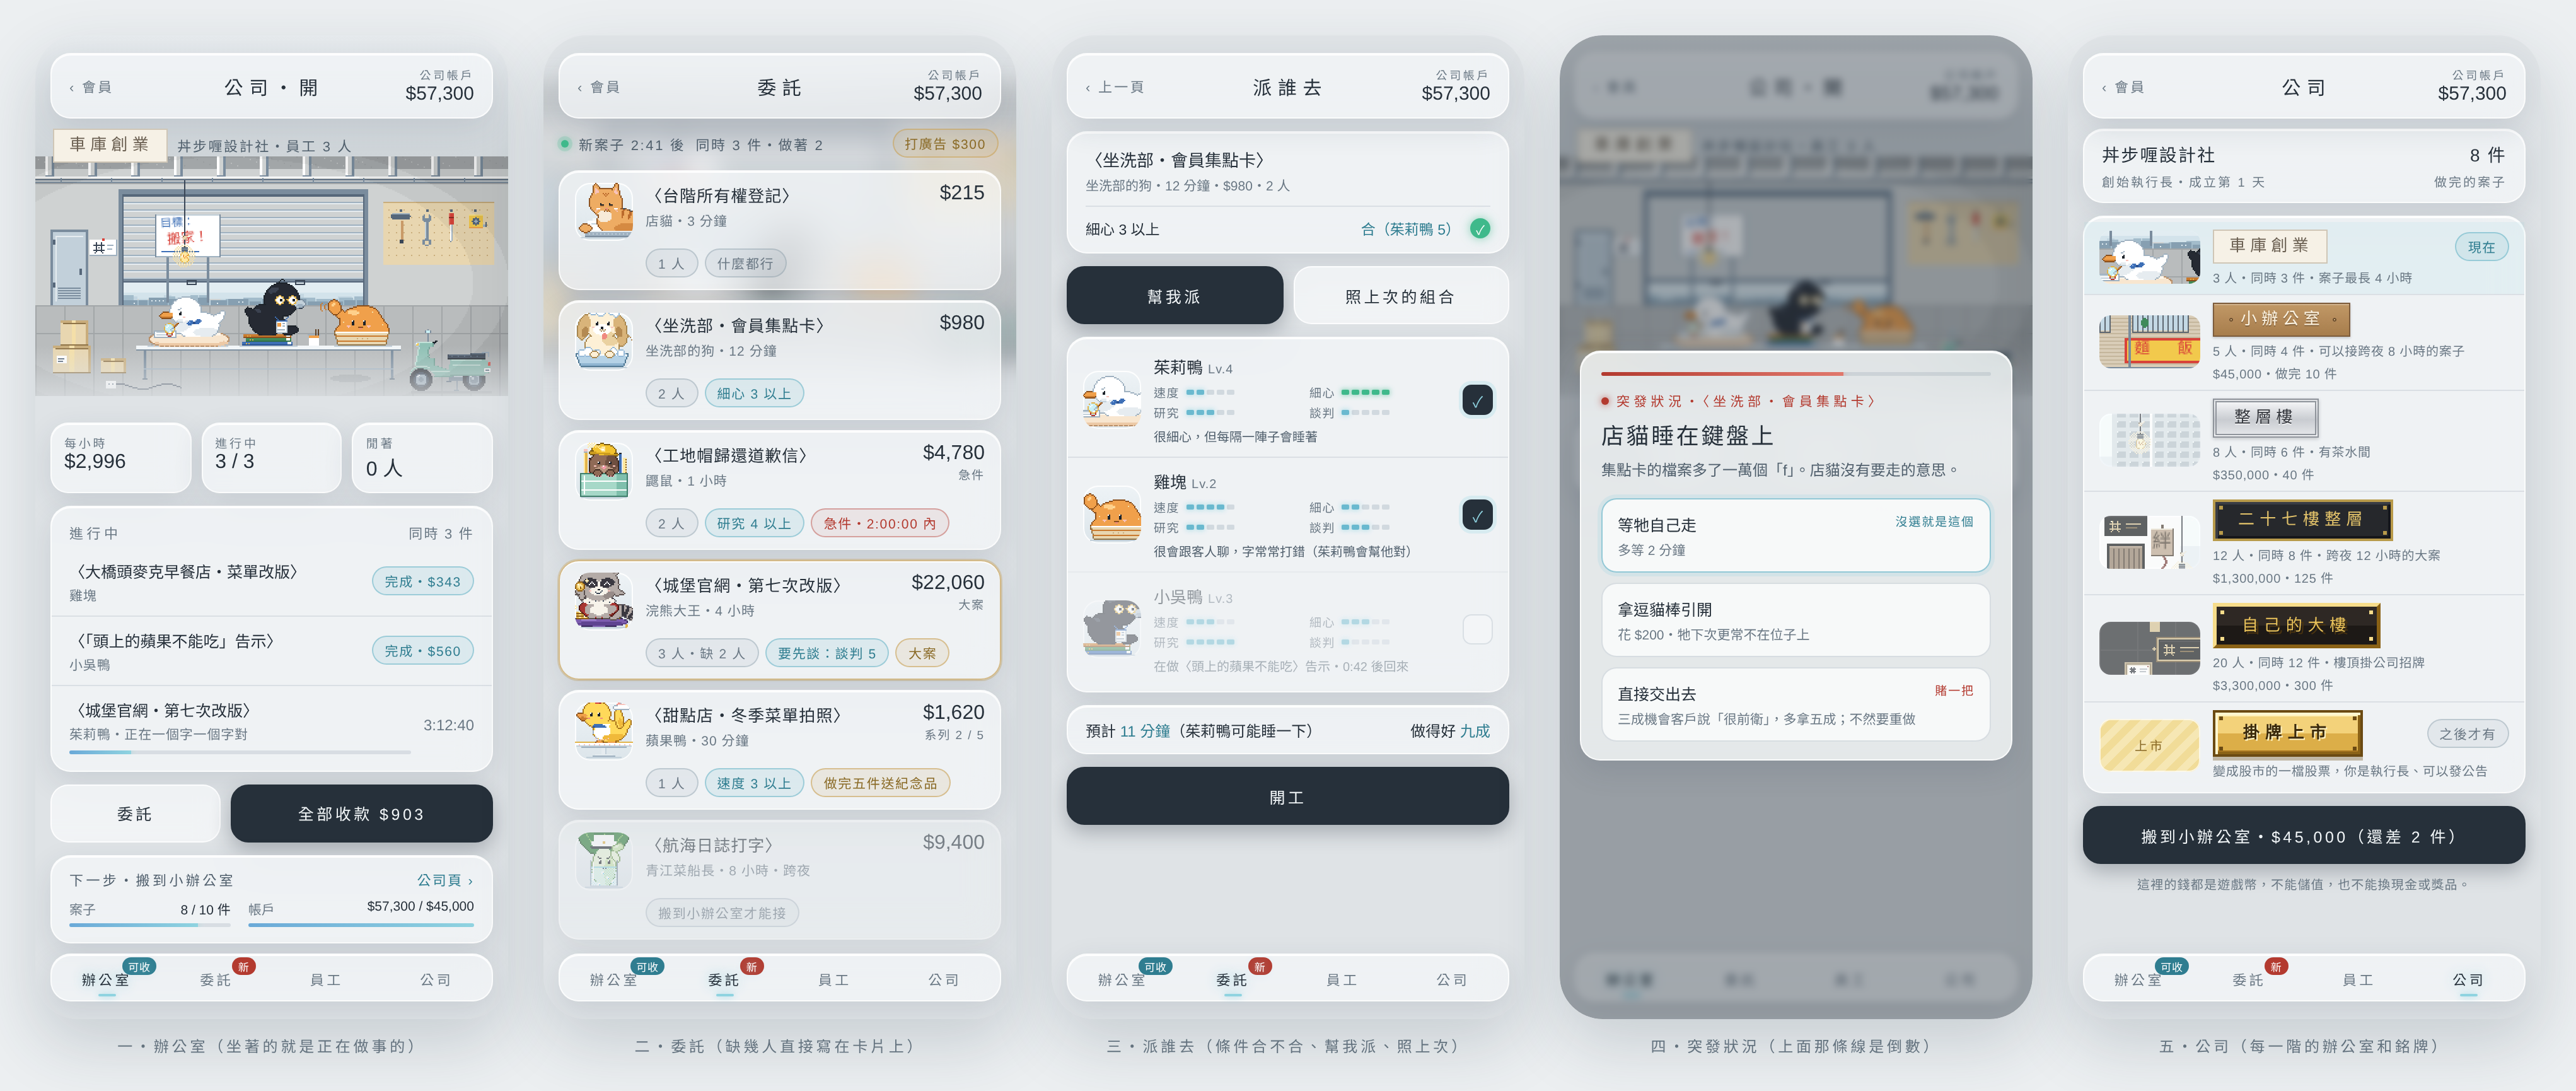 ‹ 會員
公司・開
公司帳戶
$57,300
車庫創業
丼步喱設計社・員工 3 人
目標：
搬家！
井
每小時
$2,996
進行中
3 / 3
閒著
0 人
進行中
同時 3 件
〈大橋頭麥克早餐店・菜單改版〉
雞塊
完成・$343
〈「頭上的蘋果不能吃」告示〉
小吳鴨
完成・$560
〈城堡官網・第七次改版〉
茱莉鴨・正在一個字一個字對
3:12:40
委託
全部收款 $903
下一步・搬到小辦公室
公司頁 ›
案子
8 / 10 件
帳戶
$57,300 / $45,000
辦公室
可收
委託
新
員工
公司
一・辦公室（坐著的就是正在做事的）
‹ 會員
委託
公司帳戶
$57,300
新案子 2:41 後 同時 3 件・做著 2
打廣告 $300
〈台階所有權登記〉
$215
店貓・3 分鐘
1 人
什麼都行
〈坐洗部・會員集點卡〉
$980
坐洗部的狗・12 分鐘
2 人
細心 3 以上
〈工地帽歸還道歉信〉
$4,780
鼴鼠・1 小時
急件
2 人
研究 4 以上
急件・2:00:00 內
〈城堡官網・第七次改版〉
$22,060
浣熊大王・4 小時
大案
3 人・缺 2 人
要先談：談判 5
大案
〈甜點店・冬季菜單拍照〉
$1,620
蘋果鴨・30 分鐘
系列 2 / 5
1 人
速度 3 以上
做完五件送紀念品
〈航海日誌打字〉
$9,400
青江菜船長・8 小時・跨夜
搬到小辦公室才能接
辦公室
可收
委託
新
員工
公司
二・委託（缺幾人直接寫在卡片上）
‹ 上一頁
派誰去
公司帳戶
$57,300
〈坐洗部・會員集點卡〉
坐洗部的狗・12 分鐘・$980・2 人
細心 3 以上
合（茱莉鴨 5）
幫我派
照上次的組合
茱莉鴨 Lv.4
速度
細心
研究
談判
很細心，但每隔一陣子會睡著
雞塊 Lv.2
速度
細心
研究
談判
很會跟客人聊，字常常打錯（茱莉鴨會幫他對）
小吳鴨 Lv.3
速度
細心
研究
談判
在做〈頭上的蘋果不能吃〉告示・0:42 後回來
預計 11 分鐘（茱莉鴨可能睡一下）
做得好 九成
開工
辦公室
可收
委託
新
員工
公司
三・派誰去（條件合不合、幫我派、照上次）
突發狀況・〈坐洗部・會員集點卡〉
店貓睡在鍵盤上
集點卡的檔案多了一萬個「f」。店貓沒有要走的意思。
等牠自己走
沒選就是這個
多等 2 分鐘
拿逗貓棒引開
花 $200・牠下次更常不在位子上
直接交出去
賭一把
三成機會客戶說「很前衛」，多拿五成；不然要重做
四・突發狀況（上面那條線是倒數）
‹ 會員
公司
公司帳戶
$57,300
丼步喱設計社
8 件
創始執行長・成立第 1 天
做完的案子
車庫創業
現在
3 人・同時 3 件・案子最長 4 小時
麵 飯
小辦公室
5 人・同時 4 件・可以接跨夜 8 小時的案子
$45,000・做完 10 件
整層樓
8 人・同時 6 件・有茶水間
$350,000・40 件
井
絆
二十七樓整層
12 人・同時 8 件・跨夜 12 小時的大案
$1,300,000・125 件
井
自己的大樓
20 人・同時 12 件・樓頂掛公司招牌
$3,300,000・300 件
上市
掛牌上市
之後才有
變成股市的一檔股票，你是執行長、可以發公告
搬到小辦公室・$45,000（還差 2 件）
這裡的錢都是遊戲幣，不能儲值，也不能換現金或獎品。
辦公室
可收
委託
新
員工
公司
五・公司（每一階的辦公室和銘牌）